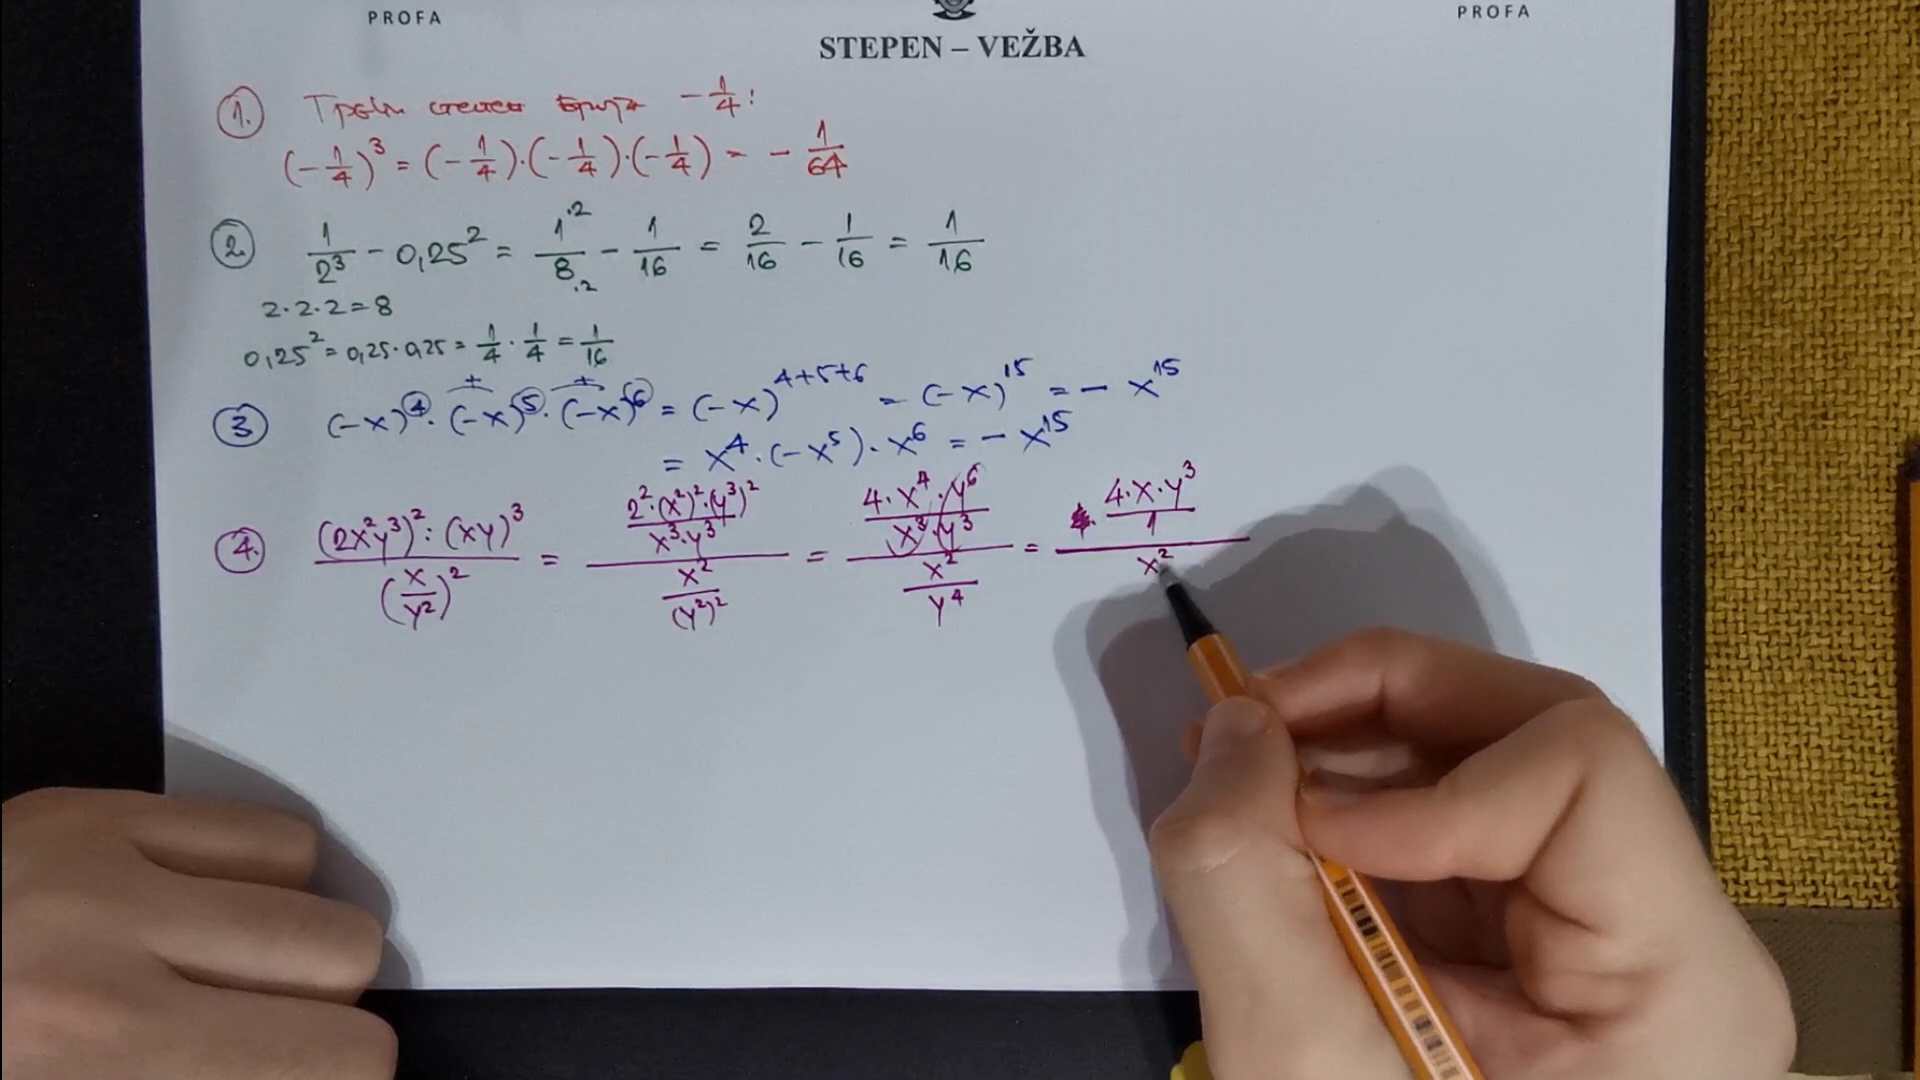 PROFA PROFA
STEPEN – VEŽBA
1. Трећи степен броја -1/4:
(-1/4)³ = (-1/4)·(-1/4)·(-1/4) = - 1/64
2. 1/2³ - 0,25² = 1·2/8·2 - 1/16 = 2/16 - 1/16 = 1/16
2·2·2=8
0,25² = 0,25·0,25 = 1/4 · 1/4 = 1/16
3 (-x)⁴·(-x)⁵·(-x)⁶ = (-x)⁴⁺⁵⁺⁶ = (-x)¹⁵ = - x¹⁵
= x⁴·(-x⁵)·x⁶ = - x¹⁵
4. ((2x²y³)² : (xy)³)/((x/y²)²) = ((2²·(x²)²·(y³)²)/(x³·y³))/(x²/(y²)²) = ((4·x⁴·y⁶)/(x³·y³))/(x²/y⁴) = ((4·x·y³)/1)/(x²